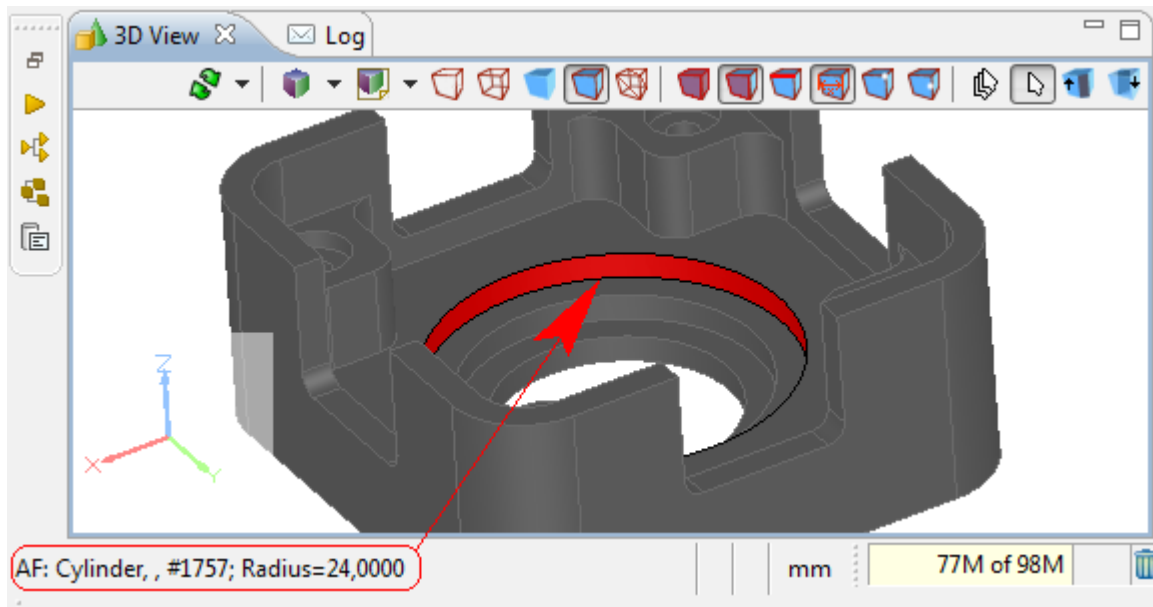 3D View
Log
Z
X
Y
AF: Cylinder, , #1757; Radius=24,0000
mm
77M of 98M